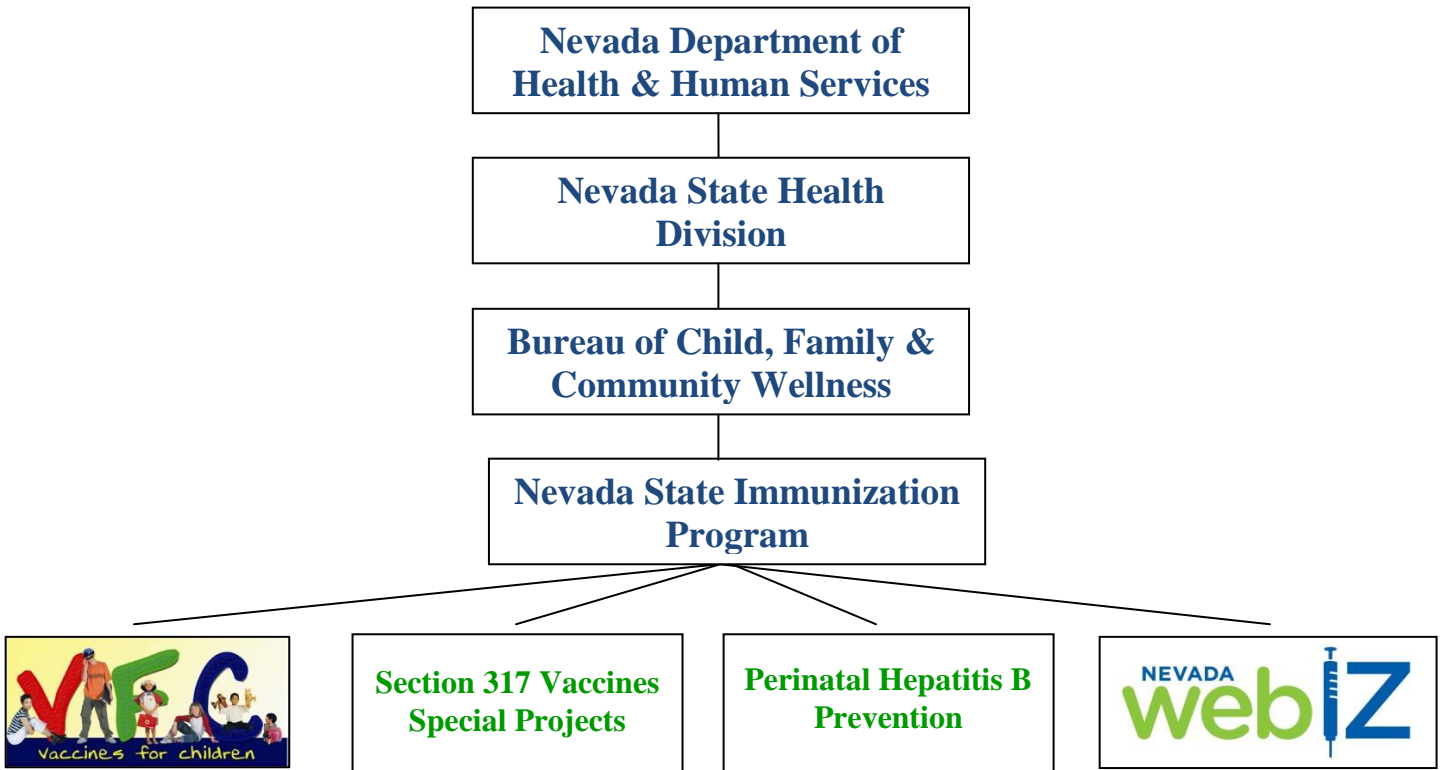 Nevada Department of
Health & Human Services
Nevada State Health
Division
Bureau of Child, Family &
Community Wellness
Nevada State Immunization
Program
VFC
Vaccines for children
Section 317 Vaccines
Special Projects
Perinatal Hepatitis B
Prevention
NEVADA
webIZ